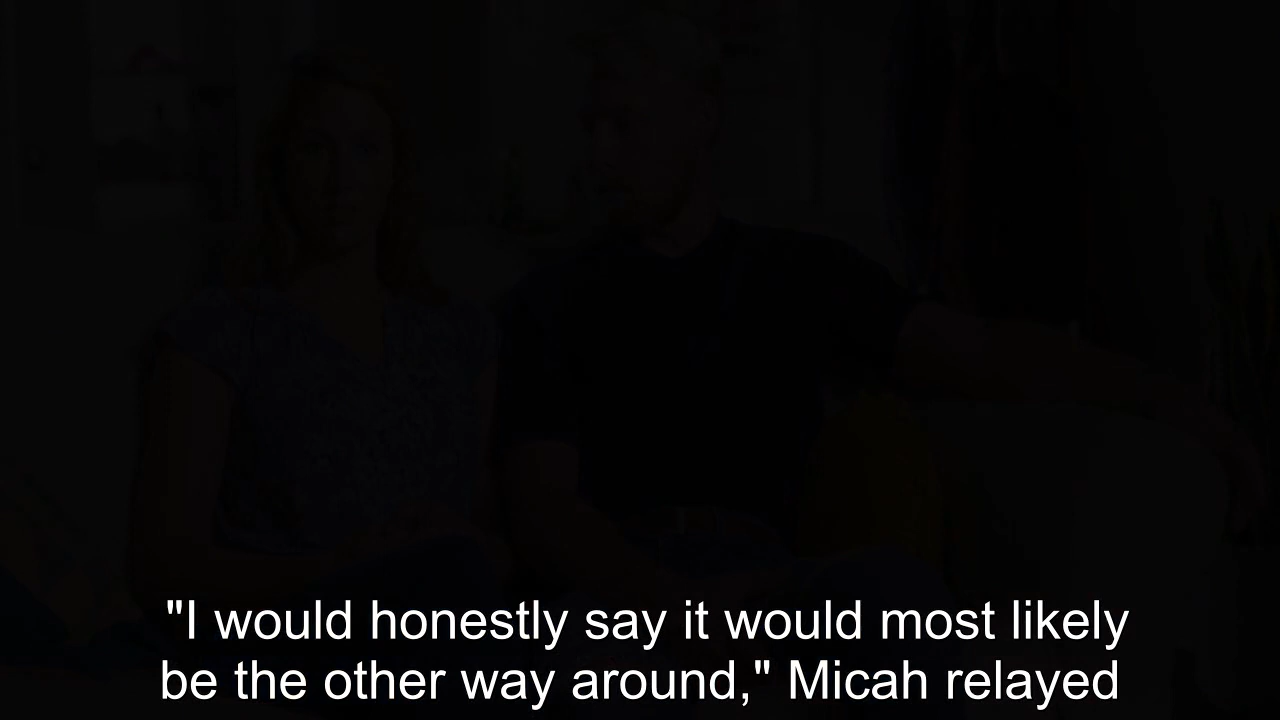 "I would honestly say it would most likely
be the other way around," Micah relayed